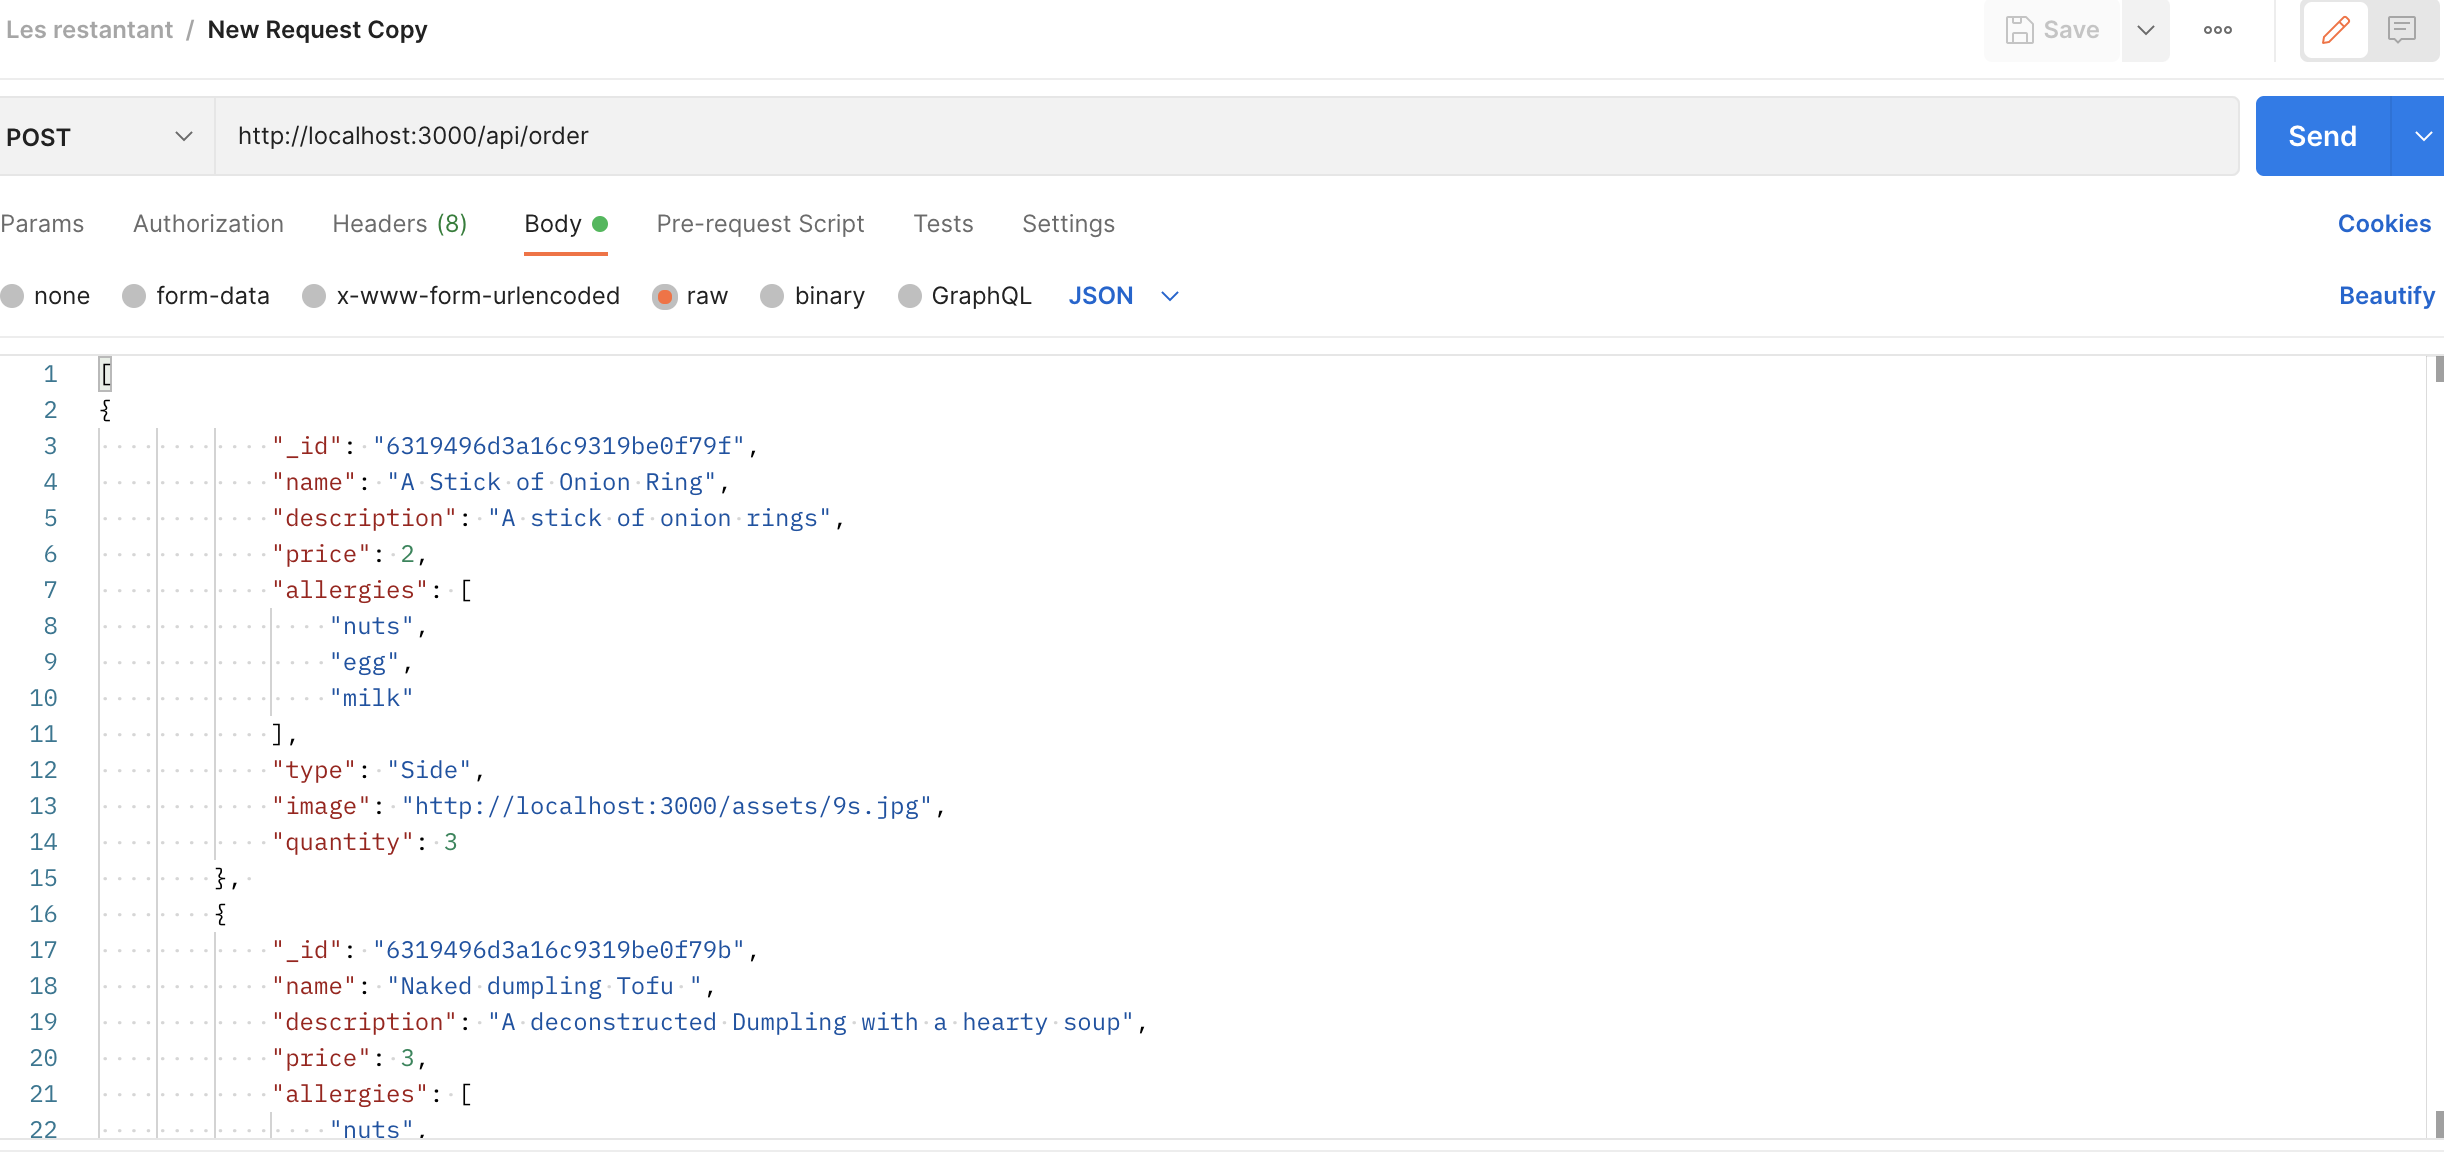 Les restantant / New Request Copy
Save
POST http://localhost:3000/api/order Send
Params Authorization Headers (8) Body Pre-request Script Tests Settings Cookies
none form-data x-www-form-urlencoded raw binary GraphQL JSON Beautify
1 [
2 {
3 "_id": "6319496d3a16c9319be0f79f",
4 "name": "A Stick of Onion Ring",
5 "description": "A stick of onion rings",
6 "price": 2,
7 "allergies": [
8 "nuts",
9 "egg",
10 "milk"
11 ],
12 "type": "Side",
13 "image": "http://localhost:3000/assets/9s.jpg",
14 "quantity": 3
15 },
16 {
17 "_id": "6319496d3a16c9319be0f79b",
18 "name": "Naked dumpling Tofu ",
19 "description": "A deconstructed Dumpling with a hearty soup",
20 "price": 3,
21 "allergies": [
22 "nuts",